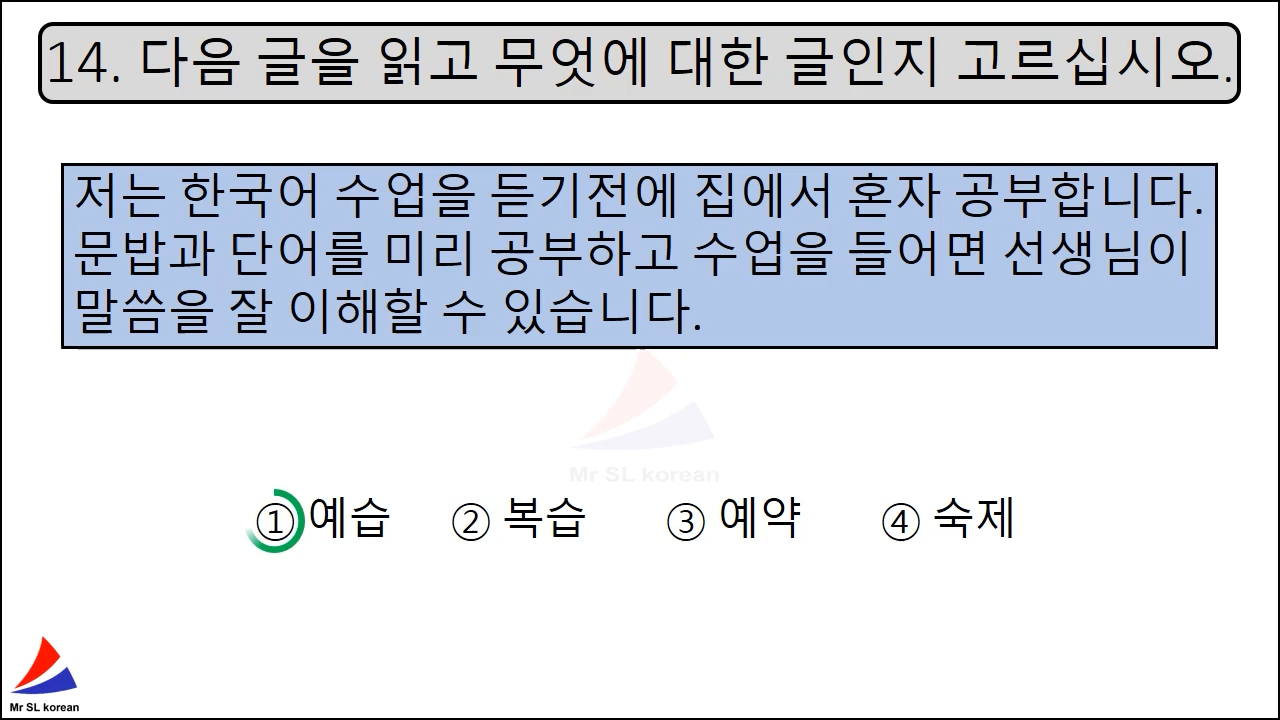 14. 다음 글을 읽고 무엇에 대한 글인지 고르십시오.
저는 한국어 수업을 듣기전에 집에서 혼자 공부합니다.
문밥과 단어를 미리 공부하고 수업을 들어면 선생님이
말씀을 잘 이해할 수 있습니다.
Mr SL korean
① 예습 ② 복습 ③ 예약 ④ 숙제
Mr SL korean